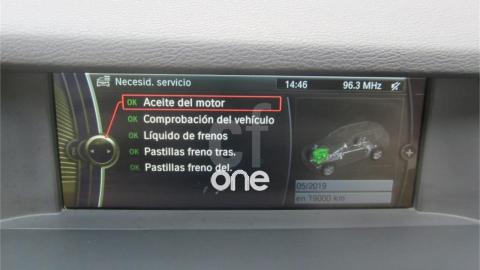 Necesid. servicio
14:46
96.3 MHz
OK Aceite del motor
OK Comprobación del vehículo
OK Líquido de frenos
OK Pastillas freno tras.
OK Pastillas freno del.
cf
one
05/2019
en 19000 km